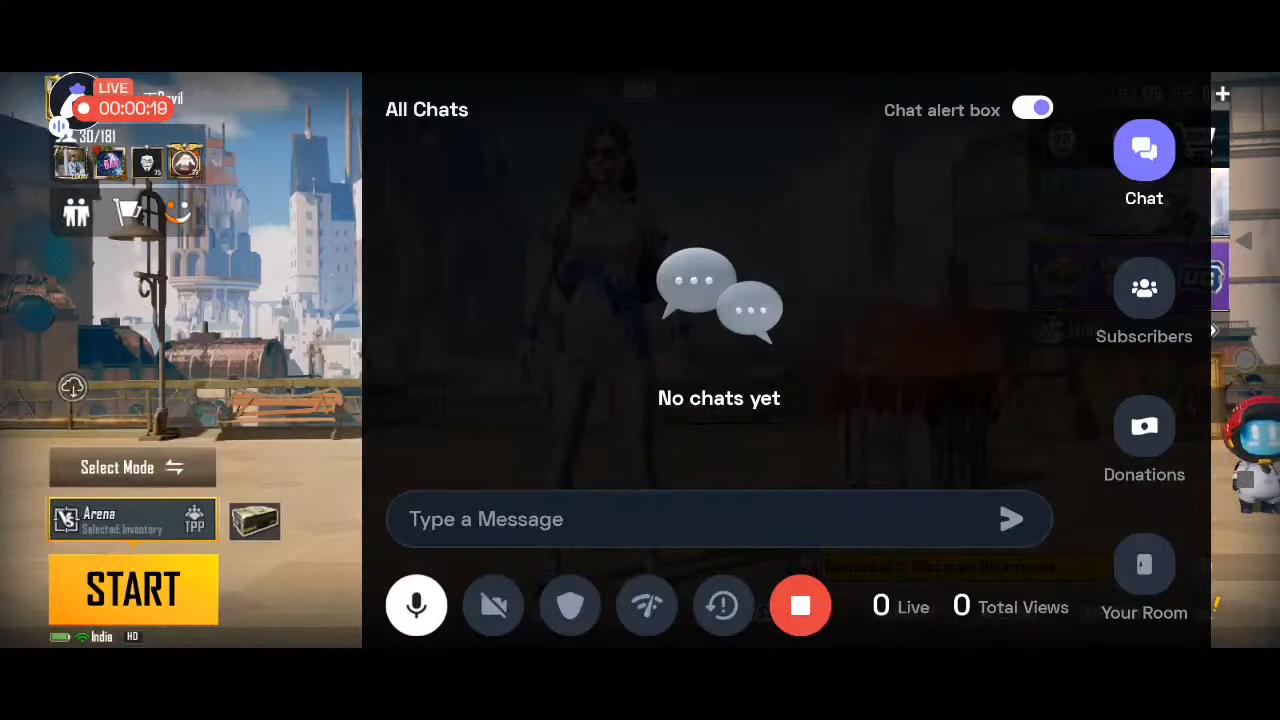 LIVE
00:00:19
30/181
Select Mode
Arena
Selected: Inventory
TPP
START
India
HD
All Chats
Chat alert box
No chats yet
Type a Message
0 Live
0 Total Views
Chat
Subscribers
Donations
Your Room